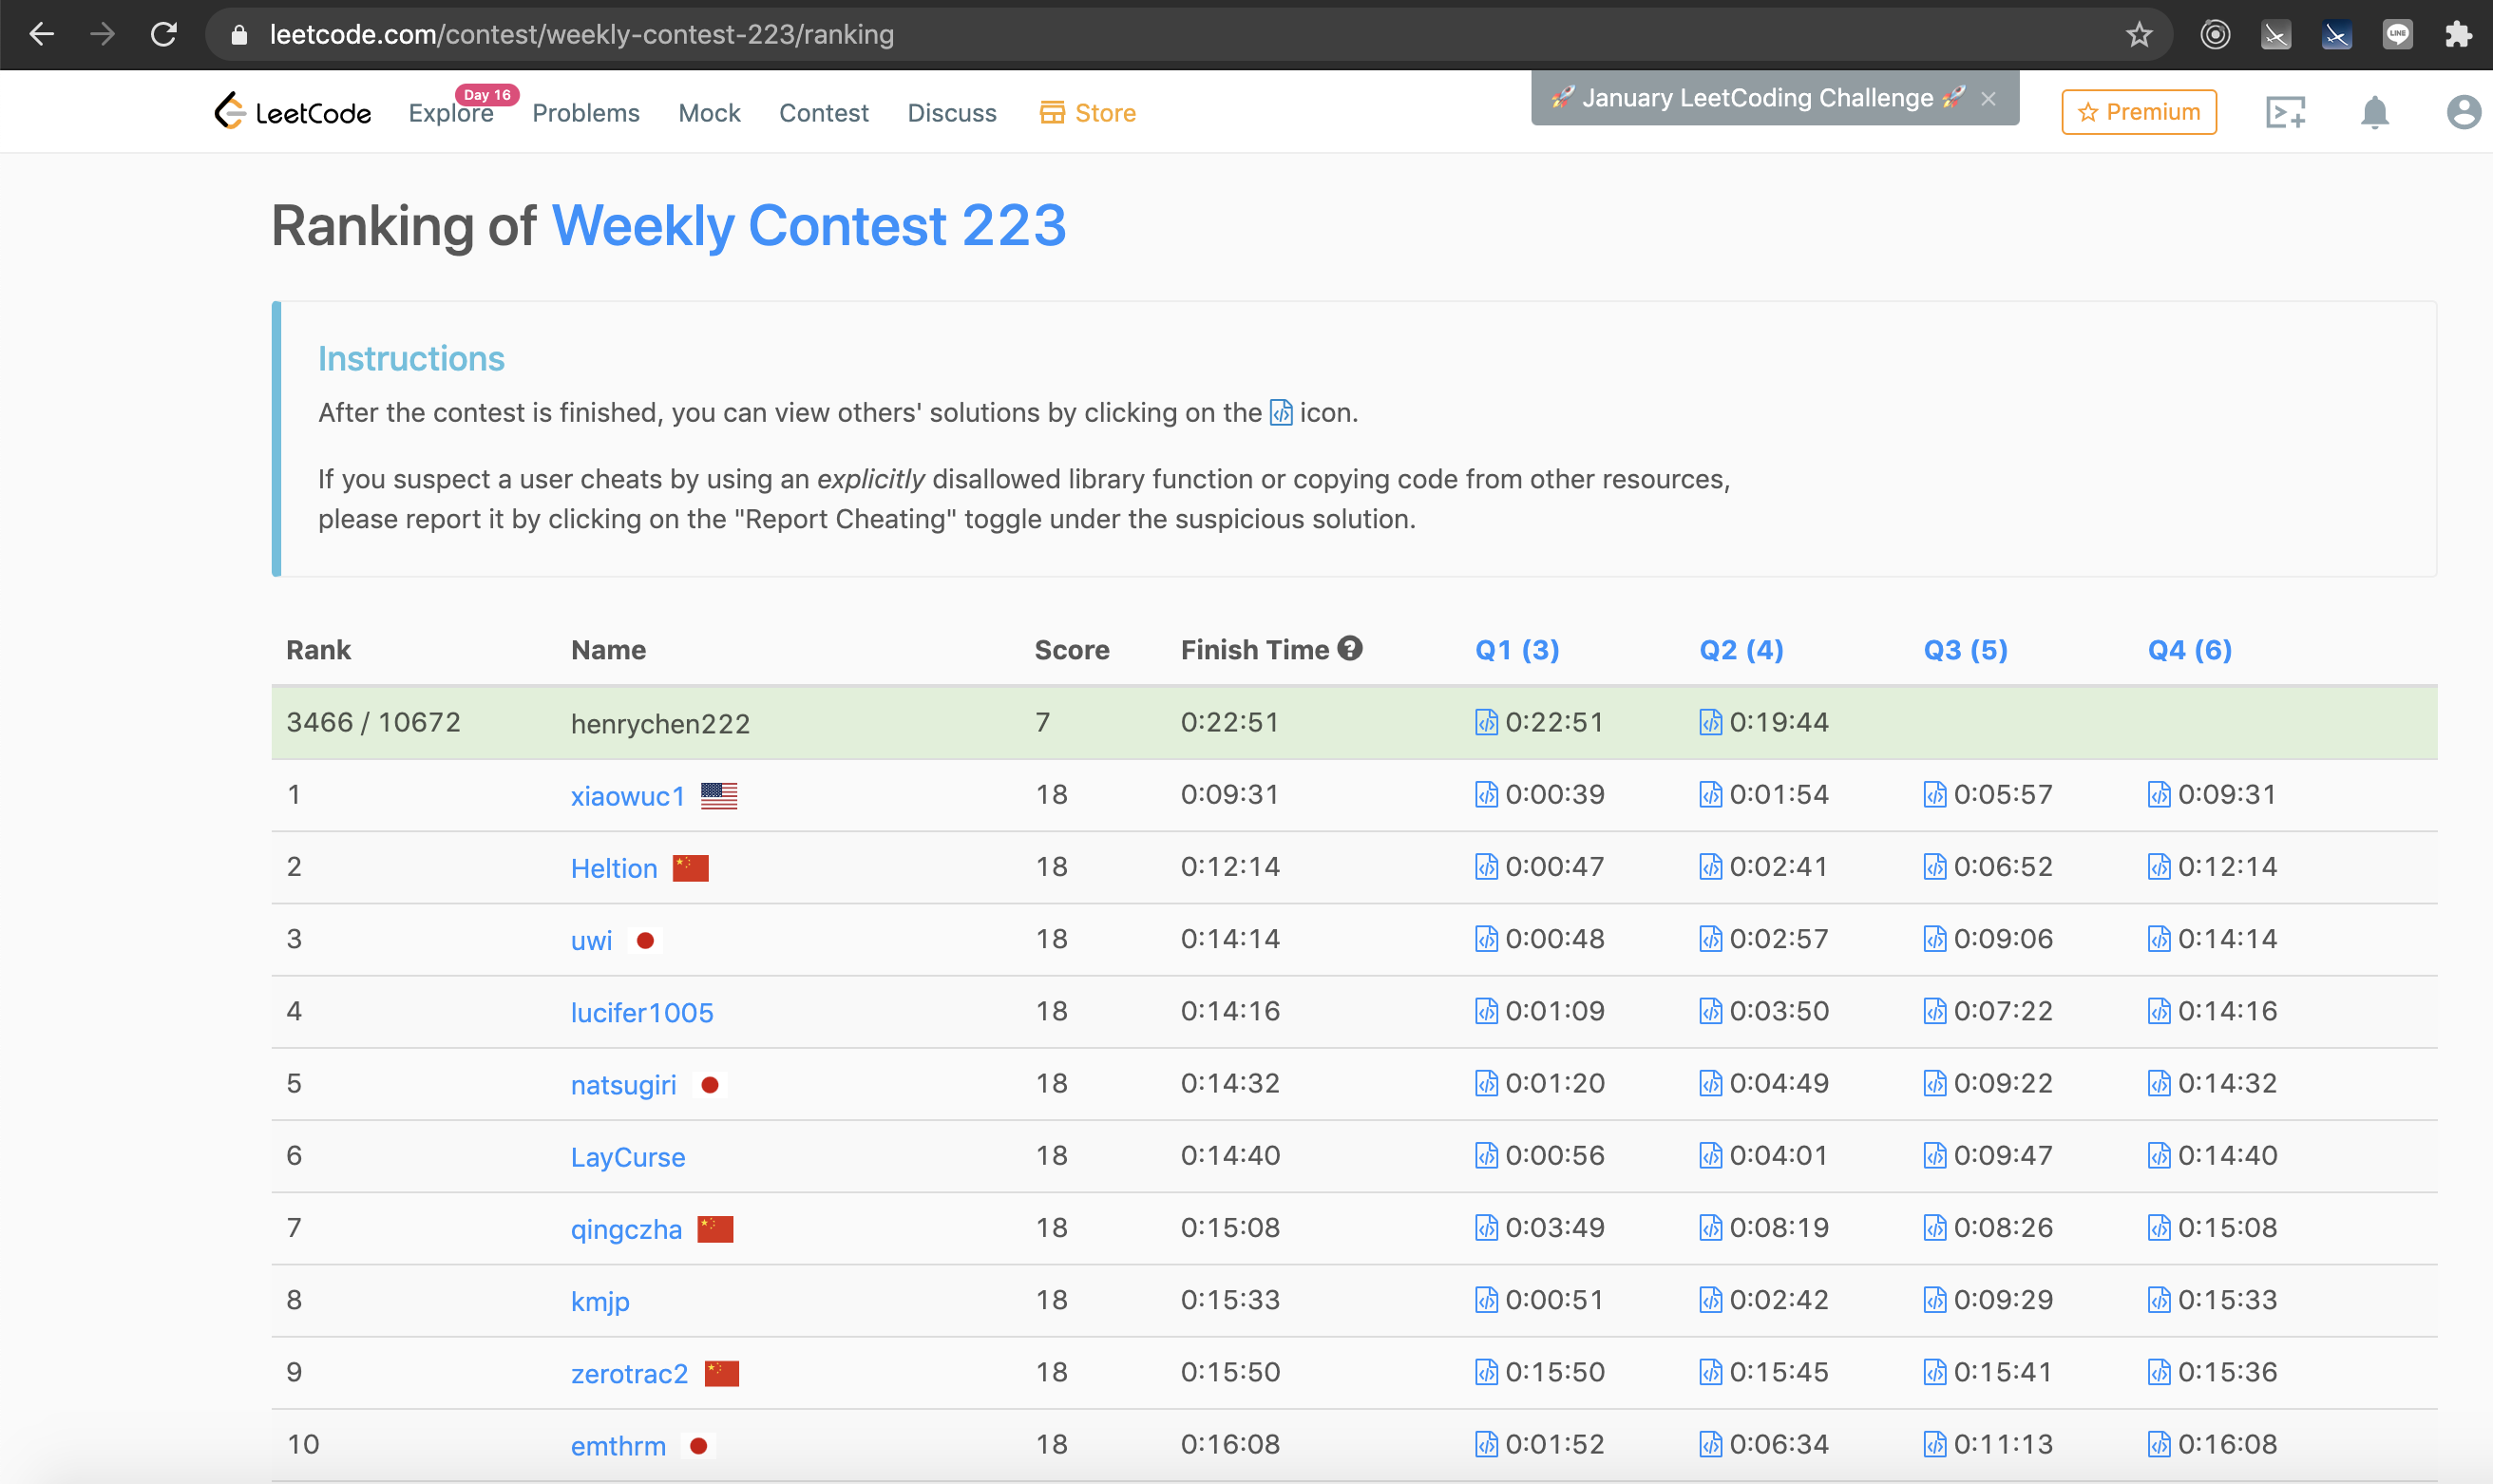 leetcode.com/contest/weekly-contest-223/ranking
LINE
LeetCode Explore Day 16 Problems Mock Contest Discuss Store 🚀 January LeetCoding Challenge 🚀 × Premium
Ranking of Weekly Contest 223
Instructions
After the contest is finished, you can view others' solutions by clicking on the icon.
If you suspect a user cheats by using an explicitly disallowed library function or copying code from other resources,
please report it by clicking on the "Report Cheating" toggle under the suspicious solution.
Rank Name Score Finish Time Q1 (3) Q2 (4) Q3 (5) Q4 (6)
3466 / 10672 henrychen222 7 0:22:51 0:22:51 0:19:44
1 xiaowuc1 18 0:09:31 0:00:39 0:01:54 0:05:57 0:09:31
2 Heltion 18 0:12:14 0:00:47 0:02:41 0:06:52 0:12:14
3 uwi 18 0:14:14 0:00:48 0:02:57 0:09:06 0:14:14
4 lucifer1005 18 0:14:16 0:01:09 0:03:50 0:07:22 0:14:16
5 natsugiri 18 0:14:32 0:01:20 0:04:49 0:09:22 0:14:32
6 LayCurse 18 0:14:40 0:00:56 0:04:01 0:09:47 0:14:40
7 qingczha 18 0:15:08 0:03:49 0:08:19 0:08:26 0:15:08
8 kmjp 18 0:15:33 0:00:51 0:02:42 0:09:29 0:15:33
9 zerotrac2 18 0:15:50 0:15:50 0:15:45 0:15:41 0:15:36
10 emthrm 18 0:16:08 0:01:52 0:06:34 0:11:13 0:16:08